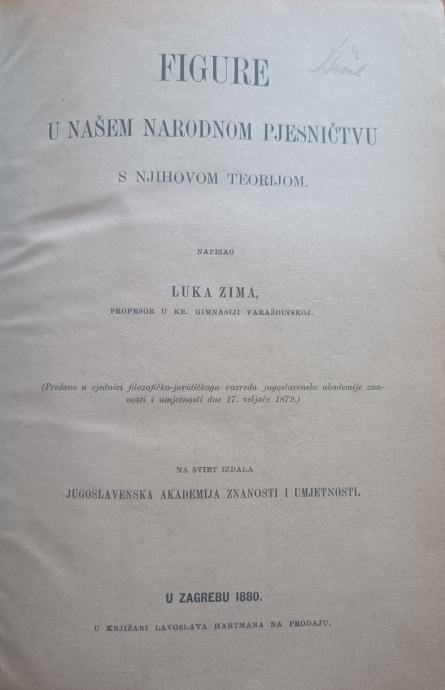 FIGURE
U NAŠEM NARODNOM PJESNIČTVU
S NJIHOVOM TEORIJOM.
NAPISAO
LUKA ZIMA,
PROFESOR U KR. GIMNASIJI VARAŽDINSKOJ.
(Predano u sjednici filozofičko-jurističkoga razreda jugoslavenske akademije zna-
nosti i umjetnosti dne 17. veljače 1879.)
NA SVIET IZDALA
JUGOSLAVENSKA AKADEMIJA ZNANOSTI I UMJETNOSTI.
U ZAGREBU 1880.
U KNJIŽARI LAVOSLAVA HARTMANA NA PRODAJU.